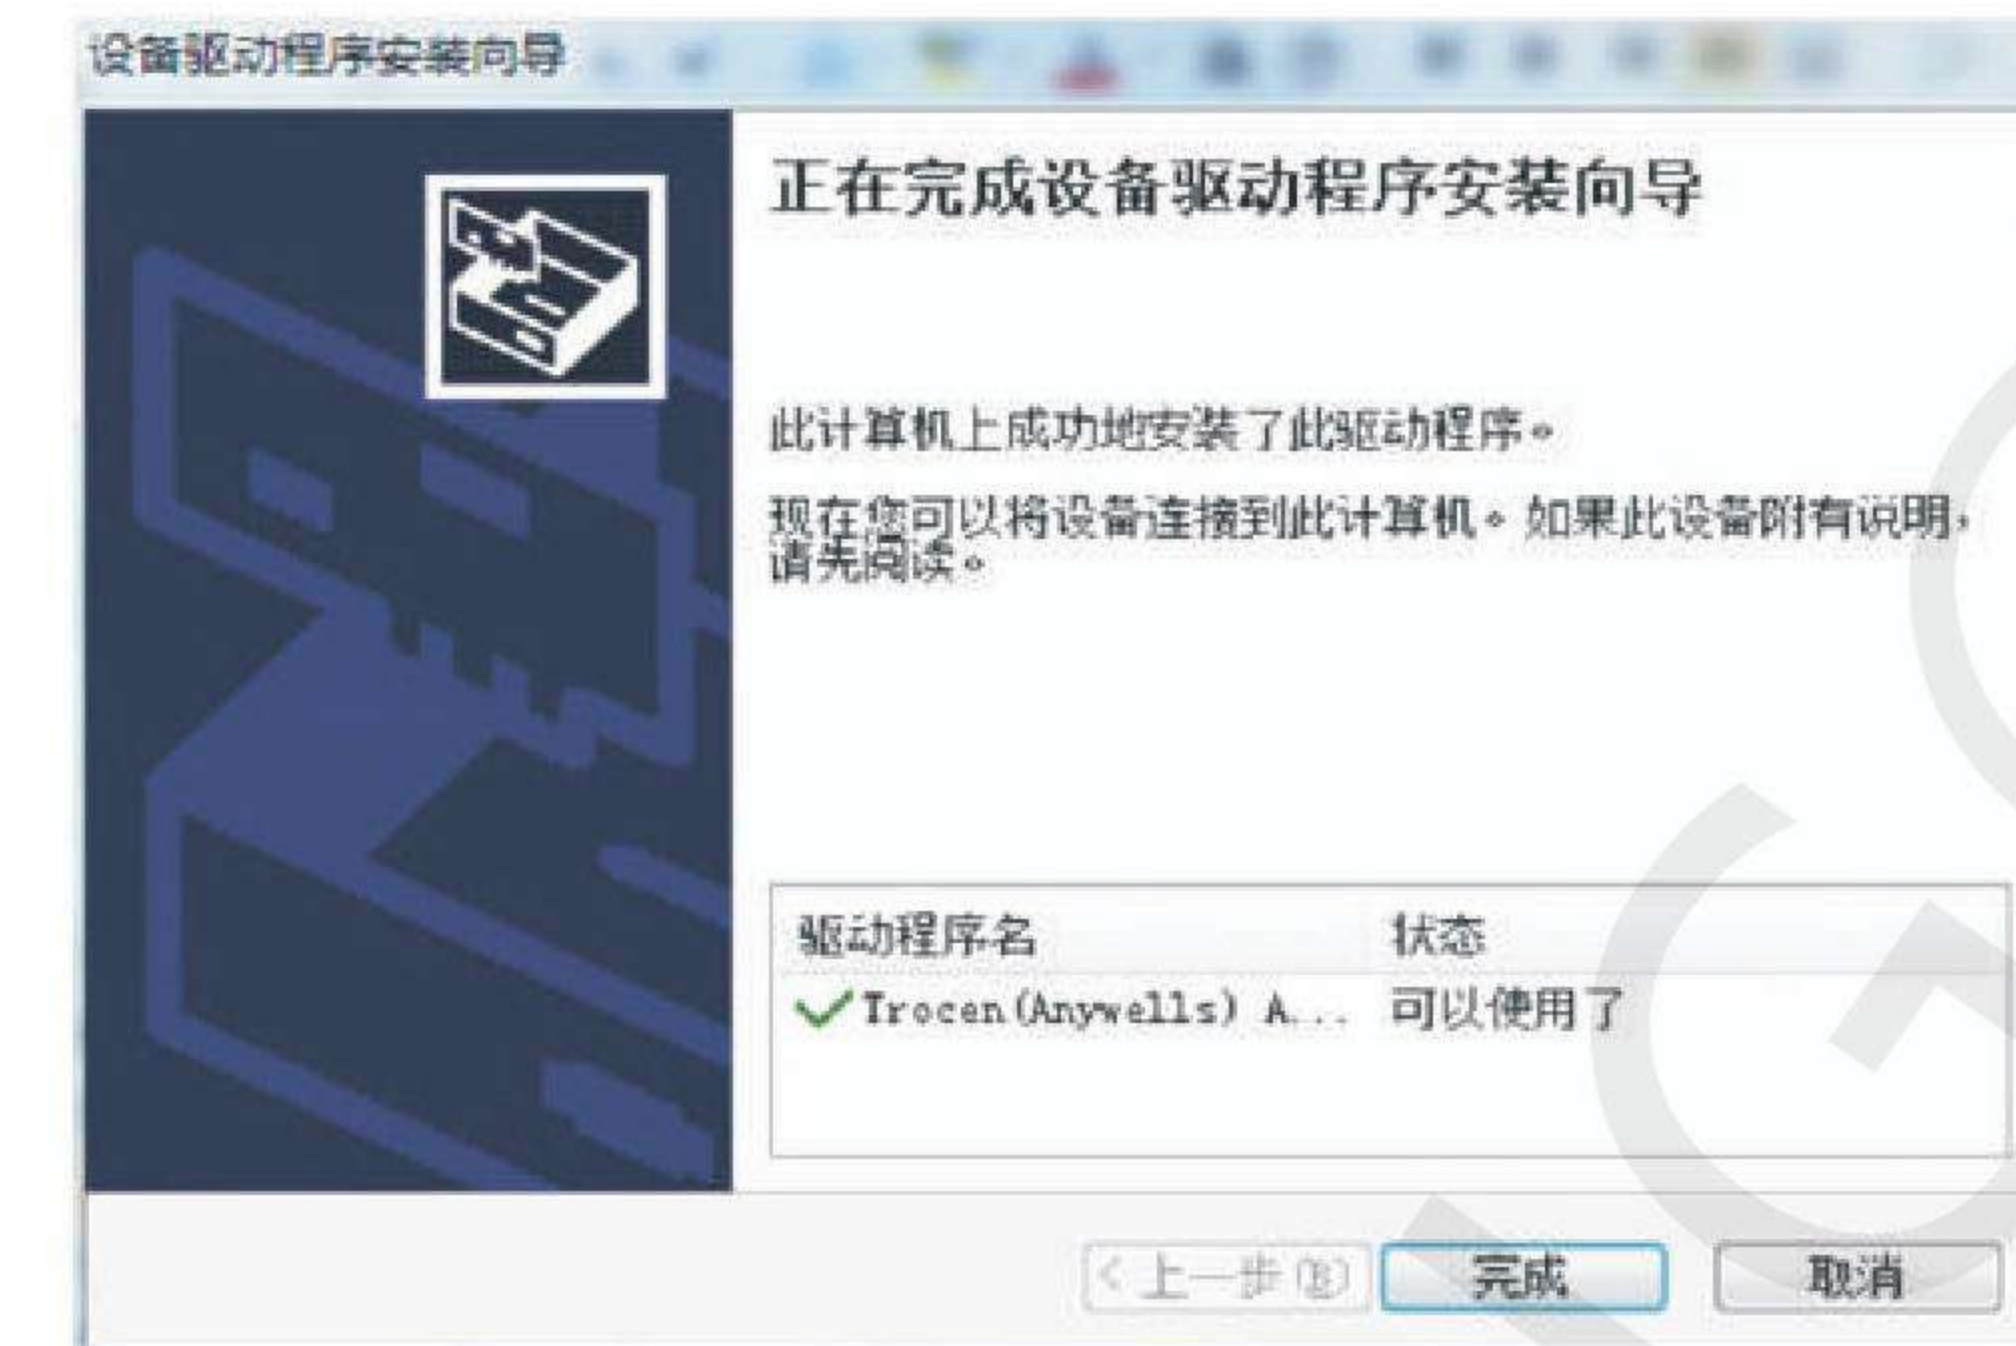 设备驱动程序安装向导
正在完成设备驱动程序安装向导
此计算机上成功地安装了此驱动程序。
现在您可以将设备连接到此计算机。如果此设备附有说明，
请先阅读。
驱动程序名 状态
Trocen(Anywells) A... 可以使用了
< 上一步(B) 完成 取消